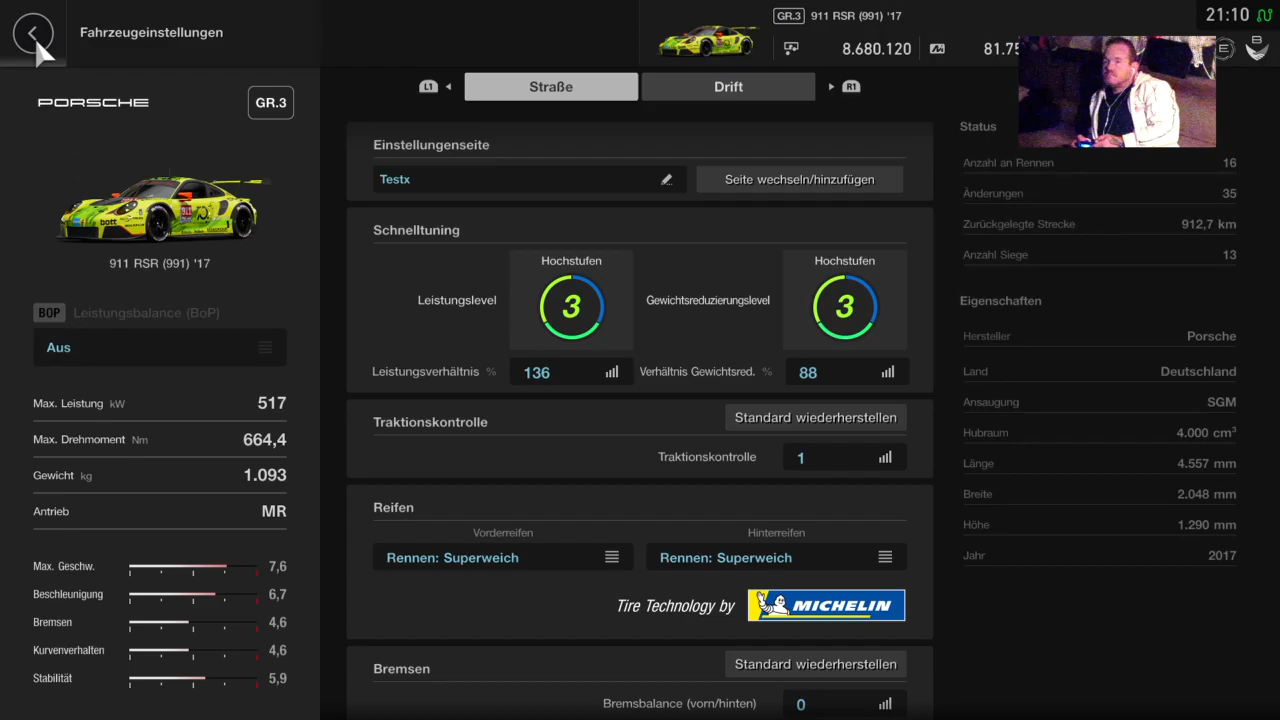 Fahrzeugeinstellungen
GR.3 911 RSR (991) '17
8.680.120
81.75
21:10
PORSCHE
GR.3
bott
911
911 RSR (991) '17
BOP Leistungsbalance (BoP)
Aus
Max. Leistung kW 517
Max. Drehmoment Nm 664,4
Gewicht kg 1.093
Antrieb MR
Max. Geschw. 7,6
Beschleunigung 6,7
Bremsen 4,6
Kurvenverhalten 4,6
Stabilität 5,9
L1 Straße Drift R1
Einstellungenseite
Testx Seite wechseln/hinzufügen
Schnelltuning
Hochstufen Hochstufen
Leistungslevel 3 Gewichtsreduzierungslevel 3
Leistungsverhältnis % 136 Verhältnis Gewichtsred. % 88
Traktionskontrolle Standard wiederherstellen
Traktionskontrolle 1
Reifen
Vorderreifen Hinterreifen
Rennen: Superweich Rennen: Superweich
Tire Technology by MICHELIN
Bremsen Standard wiederherstellen
Bremsbalance (vorn/hinten) 0
E B
Status
Anzahl an Rennen 16
Änderungen 35
Zurückgelegte Strecke 912,7 km
Anzahl Siege 13
Eigenschaften
Hersteller Porsche
Land Deutschland
Ansaugung SGM
Hubraum 4.000 cm³
Länge 4.557 mm
Breite 2.048 mm
Höhe 1.290 mm
Jahr 2017